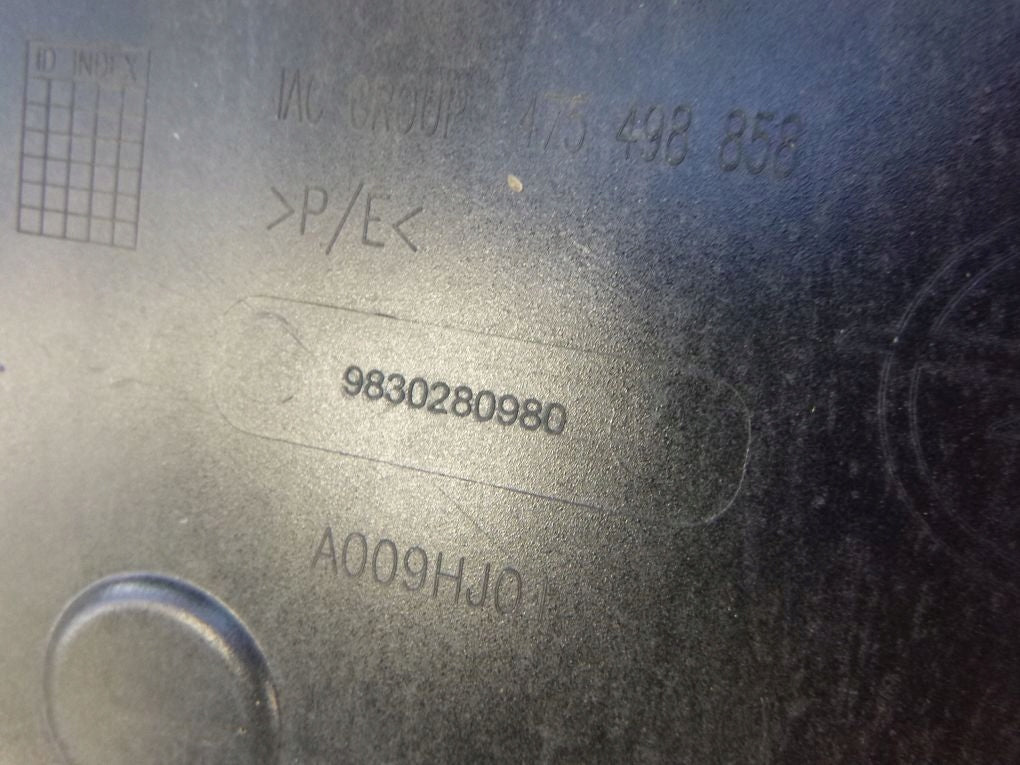 ID INDEX
IAC GROUP 475 498 858
>P/E<
9830280980
A009HJ01